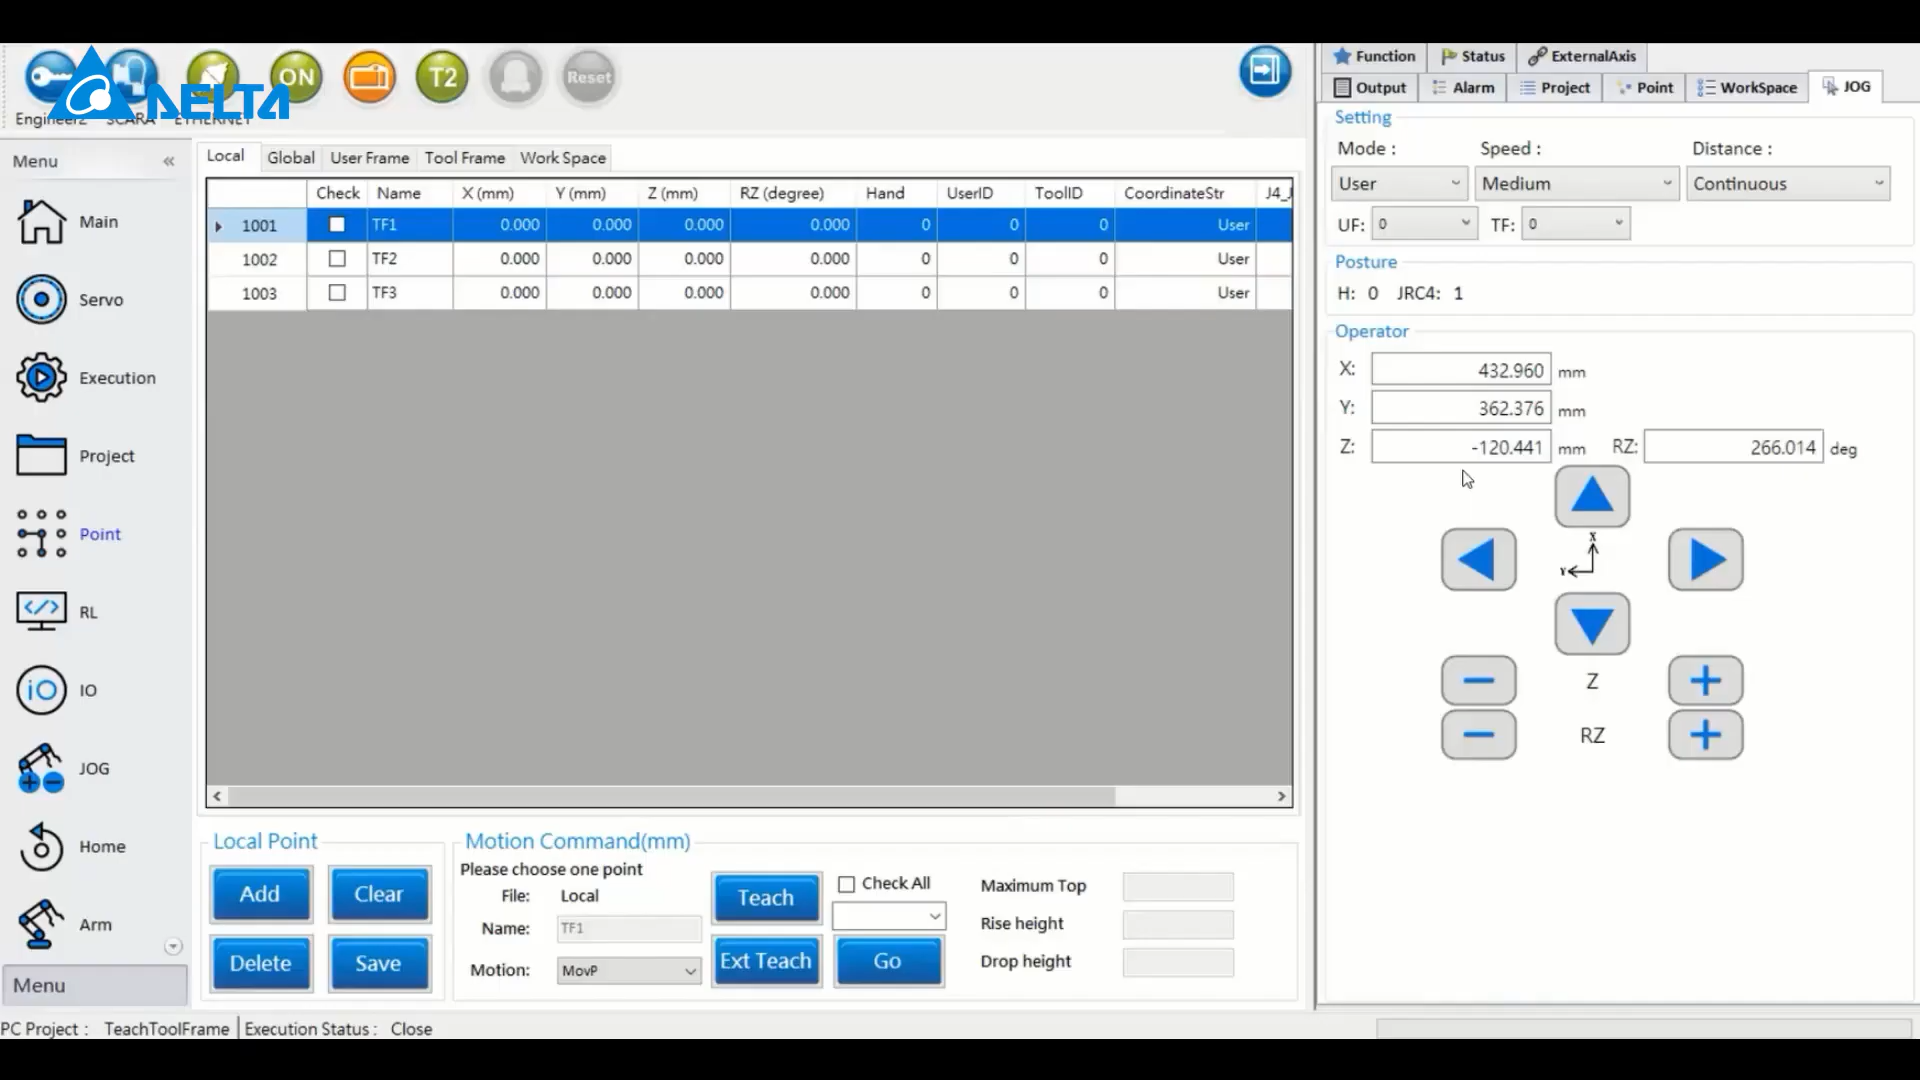 ON
T2
Reset
DELTA
Engineer2 SCARA ETHERNET
Menu «
Main
Servo
Execution
Project
Point
RL
iO IO
JOG
Home
Arm
Menu
Local Global User Frame Tool Frame Work Space
Check Name X (mm) Y (mm) Z (mm) RZ (degree) Hand UserID ToolID CoordinateStr
1001 TF1 0.000 0.000 0.000 0.000 0 0 0 User
1002 TF2 0.000 0.000 0.000 0.000 0 0 0 User
1003 TF3 0.000 0.000 0.000 0.000 0 0 0 User
Local Point
Add Clear
Delete Save
Motion Command(mm)
Please choose one point
File: Local
Name: TF1
Motion: MovP
Teach
Ext Teach
Check All
Go
Maximum Top
Rise height
Drop height
Function Status ExternalAxis
Output Alarm Project Point WorkSpace JOG
Setting
Mode : Speed : Distance :
User Medium Continuous
UF: 0 TF: 0
Posture
H: 0 JRC4: 1
Operator
X: 432.960 mm
Y: 362.376 mm
Z: -120.441 mm RZ: 266.014 deg
X
Y
Z
RZ
PC Project : TeachToolFrame Execution Status : Close